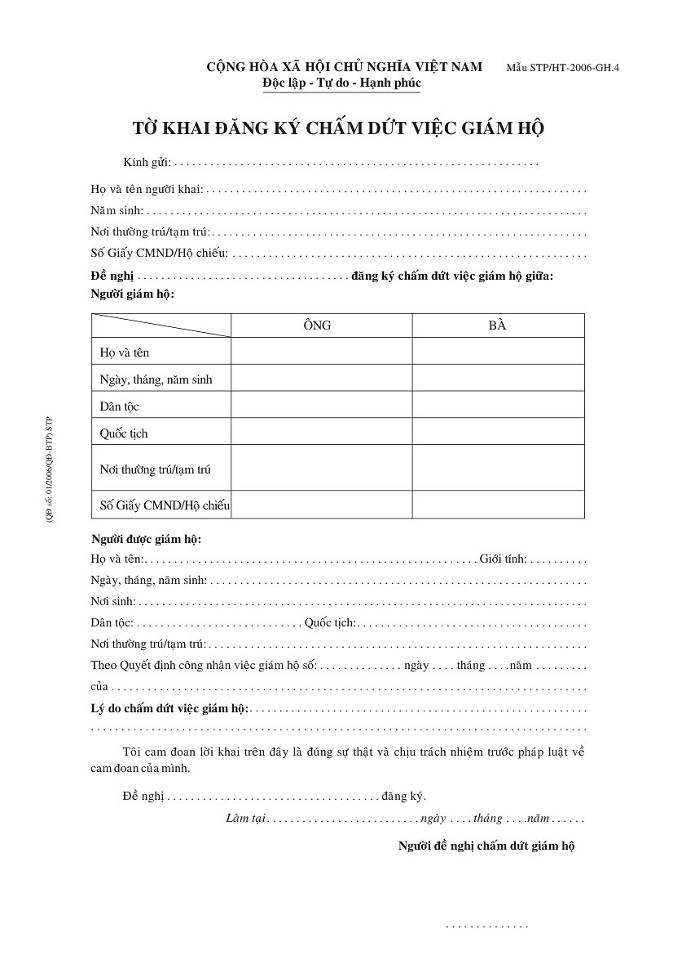 CỘNG HÒA XÃ HỘI CHỦ NGHĨA VIỆT NAM
Mẫu STP/HT-2006-GH.4
Độc lập - Tự do - Hạnh phúc
TỜ KHAI ĐĂNG KÝ CHẤM DỨT VIỆC GIÁM HỘ
Kính gửi: . . . . . . . . . . . . . . . . . . . . . . . . . . . . . . . . . . . . . . . . . . . . . . . . . . . . . . . . . . . .
Họ và tên người khai: . . . . . . . . . . . . . . . . . . . . . . . . . . . . . . . . . . . . . . . . . . . . . . . . . . . . . . . . . . . . . . .
Năm sinh: . . . . . . . . . . . . . . . . . . . . . . . . . . . . . . . . . . . . . . . . . . . . . . . . . . . . . . . . . . . . . . . . . . . . . . . . .
Nơi thường trú/tạm trú: . . . . . . . . . . . . . . . . . . . . . . . . . . . . . . . . . . . . . . . . . . . . . . . . . . . . . . . . . . . . . .
Số Giấy CMND/Hộ chiếu: . . . . . . . . . . . . . . . . . . . . . . . . . . . . . . . . . . . . . . . . . . . . . . . . . . . . . . . . . . .
Đề nghị . . . . . . . . . . . . . . . . . . . . . . . . . . . . . . . . . . . đăng ký chấm dứt việc giám hộ giữa:
Người giám hộ:
ÔNG BÀ
Họ và tên
Ngày, tháng, năm sinh
Dân tộc
Quốc tịch
Nơi thường trú/tạm trú
Số Giấy CMND/Hộ chiếu
(QĐ số: 01/2006/QĐ-BTP) STP
Người được giám hộ:
Họ và tên: . . . . . . . . . . . . . . . . . . . . . . . . . . . . . . . . . . . . . . . . . . . . . . . . . . . . . . . Giới tính: . . . . . . . . . .
Ngày, tháng, năm sinh: . . . . . . . . . . . . . . . . . . . . . . . . . . . . . . . . . . . . . . . . . . . . . . . . . . . . . . . . . . . . . .
Nơi sinh: . . . . . . . . . . . . . . . . . . . . . . . . . . . . . . . . . . . . . . . . . . . . . . . . . . . . . . . . . . . . . . . . . . . . . . . . . .
Dân tộc: . . . . . . . . . . . . . . . . . . . . . . . . . . . . Quốc tịch: . . . . . . . . . . . . . . . . . . . . . . . . . . . . . . . . . . . . . .
Nơi thường trú/tạm trú: . . . . . . . . . . . . . . . . . . . . . . . . . . . . . . . . . . . . . . . . . . . . . . . . . . . . . . . . . . . . . . .
Theo Quyết định công nhận việc giám hộ số: . . . . . . . . . . . . . . ngày . . . . tháng . . . .năm . . . . . . . . .
của . . . . . . . . . . . . . . . . . . . . . . . . . . . . . . . . . . . . . . . . . . . . . . . . . . . . . . . . . . . . . . . . . . . . . . . . . . . . . . .
Lý do chấm dứt việc giám hộ: . . . . . . . . . . . . . . . . . . . . . . . . . . . . . . . . . . . . . . . . . . . . . . . . . . . . . . . .
. . . . . . . . . . . . . . . . . . . . . . . . . . . . . . . . . . . . . . . . . . . . . . . . . . . . . . . . . . . . . . . . . . . . . . . . . . . . . . . . . .
Tôi cam đoan lời khai trên đây là đúng sự thật và chịu trách nhiệm trước pháp luật về
cam đoan của mình.
Đề nghị . . . . . . . . . . . . . . . . . . . . . . . . . . . . . . . . . . . đăng ký.
Làm tại . . . . . . . . . . . . . . . . . . . . . . . . . ngày . . . . tháng . . . .năm . . . . . .
Người đề nghị chấm dứt giám hộ
. . . . . . . . . . . . . .